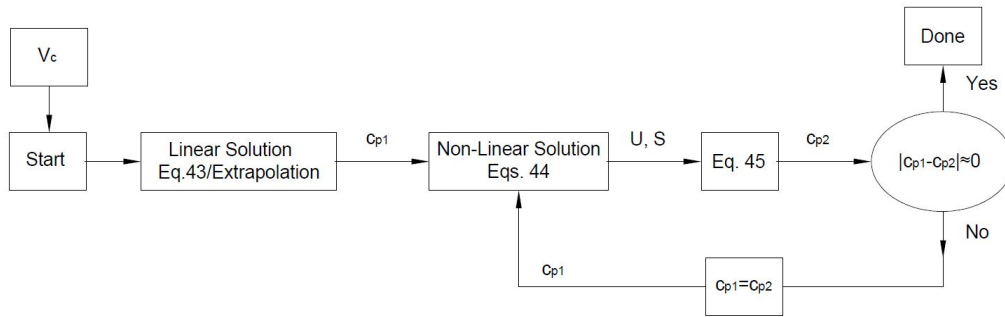 Vc
Done
Yes
Start
Linear Solution
Eq.43/Extrapolation
cp1
Non-Linear Solution
Eqs. 44
U, S
Eq. 45
cp2
|cp1-cp2|≈0
No
cp1
cp1=cp2